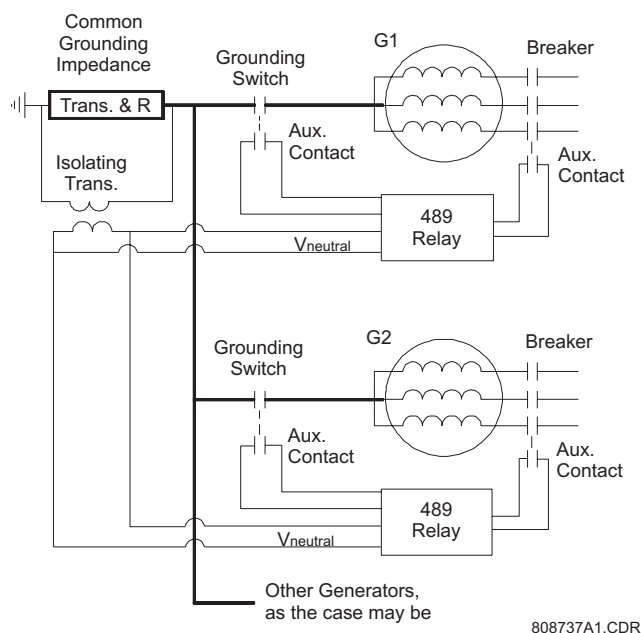 Common
Grounding
Impedance
Trans. & R
Isolating
Trans.
Grounding
Switch
Aux.
Contact
G1
Breaker
Aux.
Contact
489
Relay
Vneutral
Grounding
Switch
Aux.
Contact
G2
Breaker
Aux.
Contact
489
Relay
Vneutral
Other Generators,
as the case may be
808737A1.CDR